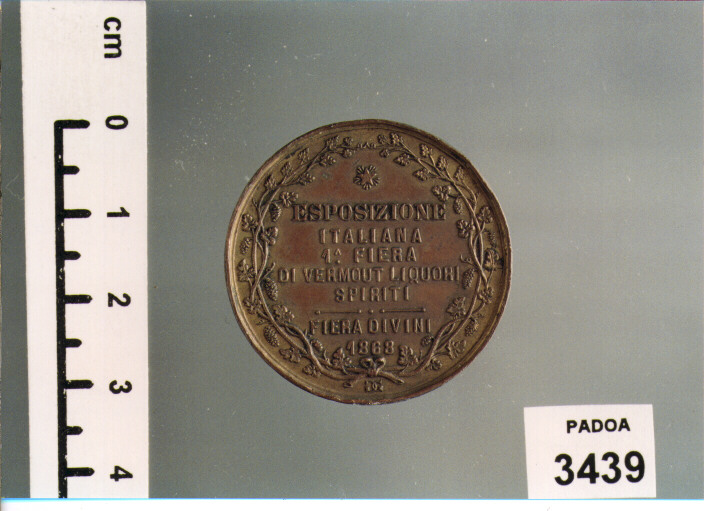 cm
0
1
2
3
4
ESPOSIZIONE
ITALIANA
1ª FIERA
DI VERMOUT LIQUORI
SPIRITI
FIERA DI VINI
1868
PADOA
3439